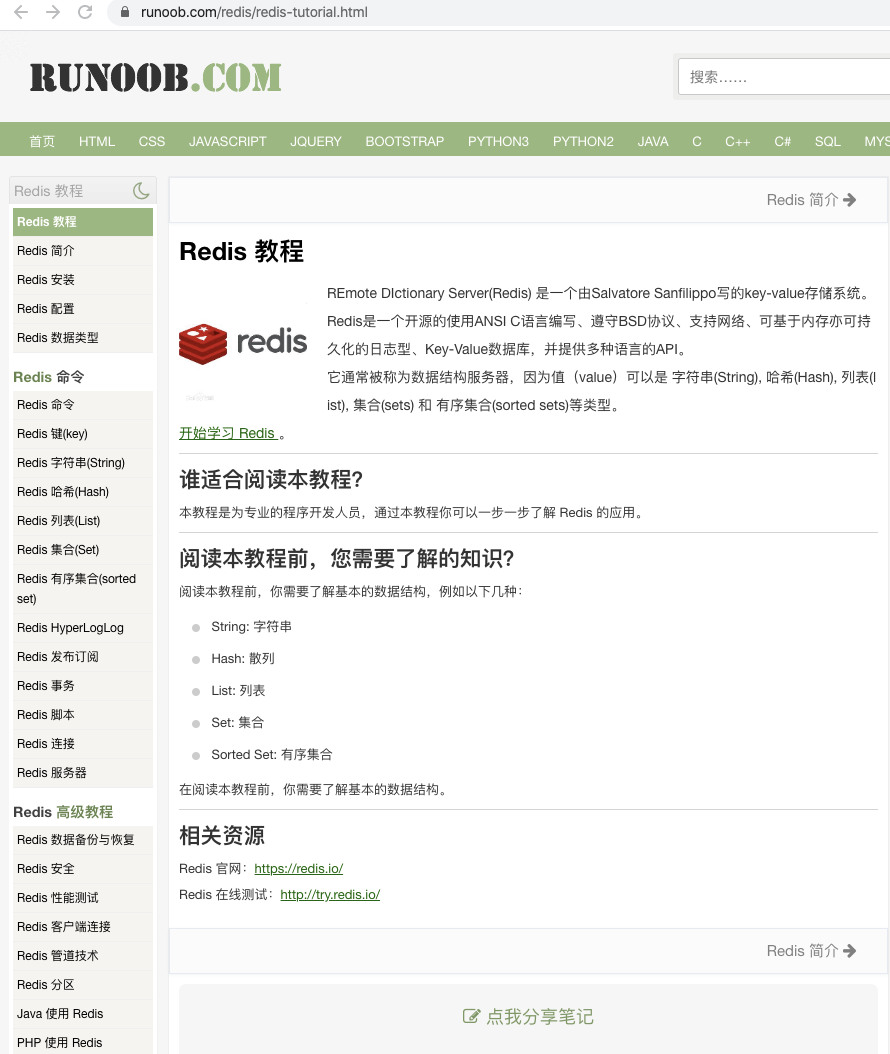 runoob.com/redis/redis-tutorial.html
RUNOOB.COM
搜索……
首页 HTML CSS JAVASCRIPT JQUERY BOOTSTRAP PYTHON3 PYTHON2 JAVA C C++ C# SQL MYS
Redis 教程
Redis 教程
Redis 简介
Redis 安装
Redis 配置
Redis 数据类型
Redis 命令
Redis 命令
Redis 键(key)
Redis 字符串(String)
Redis 哈希(Hash)
Redis 列表(List)
Redis 集合(Set)
Redis 有序集合(sorted
set)
Redis HyperLogLog
Redis 发布订阅
Redis 事务
Redis 脚本
Redis 连接
Redis 服务器
Redis 高级教程
Redis 数据备份与恢复
Redis 安全
Redis 性能测试
Redis 客户端连接
Redis 管道技术
Redis 分区
Java 使用 Redis
PHP 使用 Redis
Redis 简介
Redis 教程
redis
REmote DIctionary Server(Redis) 是一个由Salvatore Sanfilippo写的key-value存储系统。
Redis是一个开源的使用ANSI C语言编写、遵守BSD协议、支持网络、可基于内存亦可持
久化的日志型、Key-Value数据库，并提供多种语言的API。
它通常被称为数据结构服务器，因为值（value）可以是 字符串(String), 哈希(Hash), 列表(l
ist), 集合(sets) 和 有序集合(sorted sets)等类型。
开始学习 Redis 。
谁适合阅读本教程?
本教程是为专业的程序开发人员，通过本教程你可以一步一步了解 Redis 的应用。
阅读本教程前，您需要了解的知识?
阅读本教程前，你需要了解基本的数据结构，例如以下几种：
String: 字符串
Hash: 散列
List: 列表
Set: 集合
Sorted Set: 有序集合
在阅读本教程前，你需要了解基本的数据结构。
相关资源
Redis 官网：https://redis.io/
Redis 在线测试：http://try.redis.io/
Redis 简介
点我分享笔记